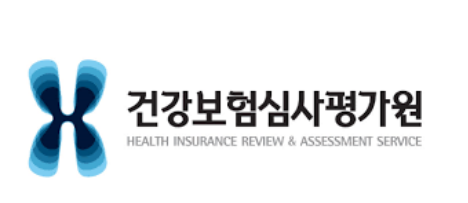 건강보험심사평가원
HEALTH INSURANCE REVIEW & ASSESSMENT SERVICE